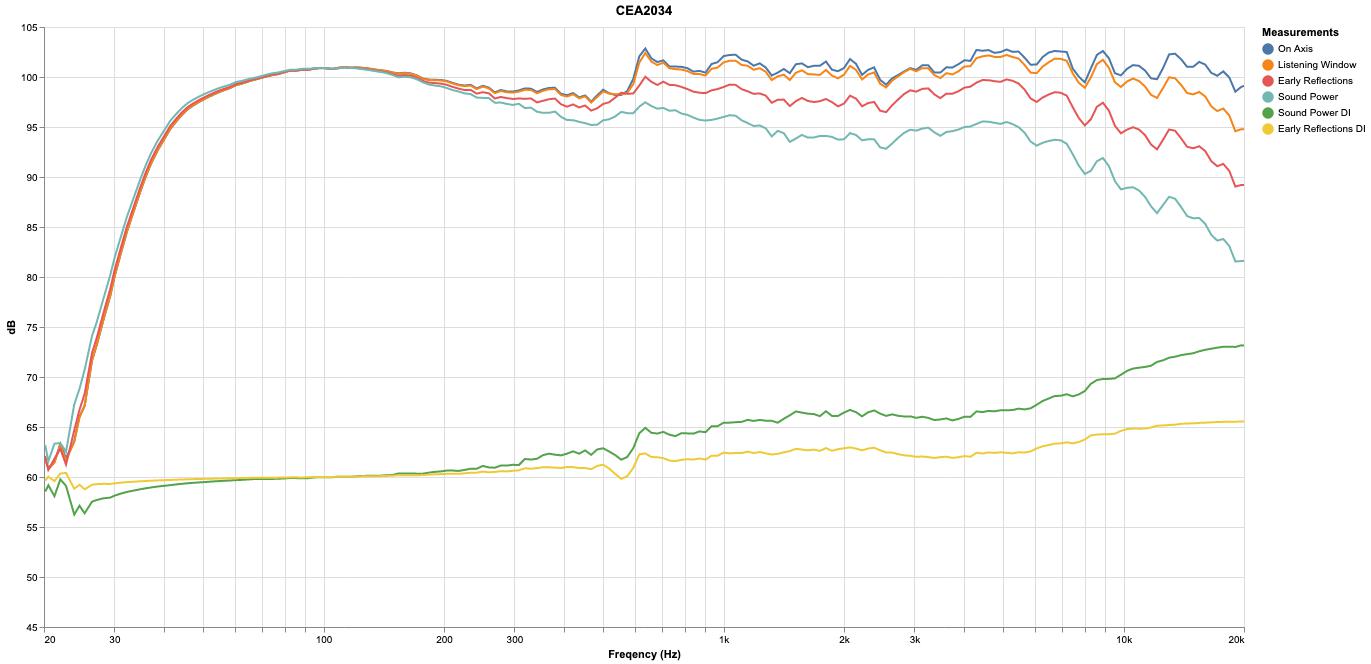 CEA2034
Measurements
On Axis
Listening Window
Early Reflections
Sound Power
Sound Power DI
Early Reflections DI
105
100
95
90
85
80
75
70
65
60
55
50
45
dB
20 30 100 200 300 1k 2k 3k 10k 20k
Freqency (Hz)